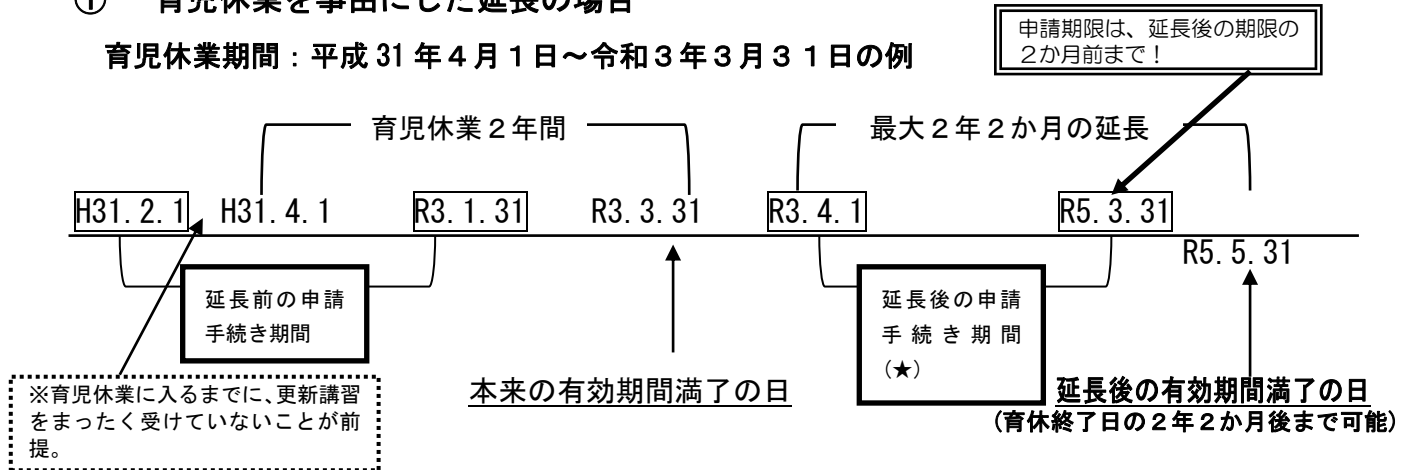 ① 育児休業を事由にした延長の場合
申請期限は、延長後の期限の
２か月前まで！
育児休業期間：平成 31 年４月１日～令和３年３月３１日の例
育児休業２年間
最大２年２か月の延長
H31. 2. 1
H31. 4. 1
R3. 1. 31
R3. 3. 31
R3. 4. 1
R5. 3. 31
R5. 5. 31
延長前の申請
手続き期間
延長後の申請
手続き期間
(★)
※育児休業に入るまでに、更新講習
をまったく受けていないことが前
提。
本来の有効期間満了の日
延長後の有効期間満了の日
(育休終了日の２年２か月後まで可能)